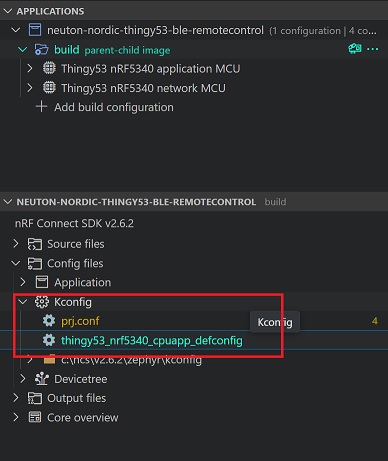 APPLICATIONS
neuton-nordic-thingy53-ble-remotecontrol (1 configuration | 4 co...
build parent-child image
Thingy53 nRF5340 application MCU
Thingy53 nRF5340 network MCU
Add build configuration
NEUTON-NORDIC-THINGY53-BLE-REMOTECONTROL build
nRF Connect SDK v2.6.2
Source files
Config files
Application
Kconfig
prj.conf 4
Kconfig
thingy53_nrf5340_cpuapp_defconfig
c:\ncs\v2.6.2\zephyr\kconfig
Devicetree
Output files
Core overview